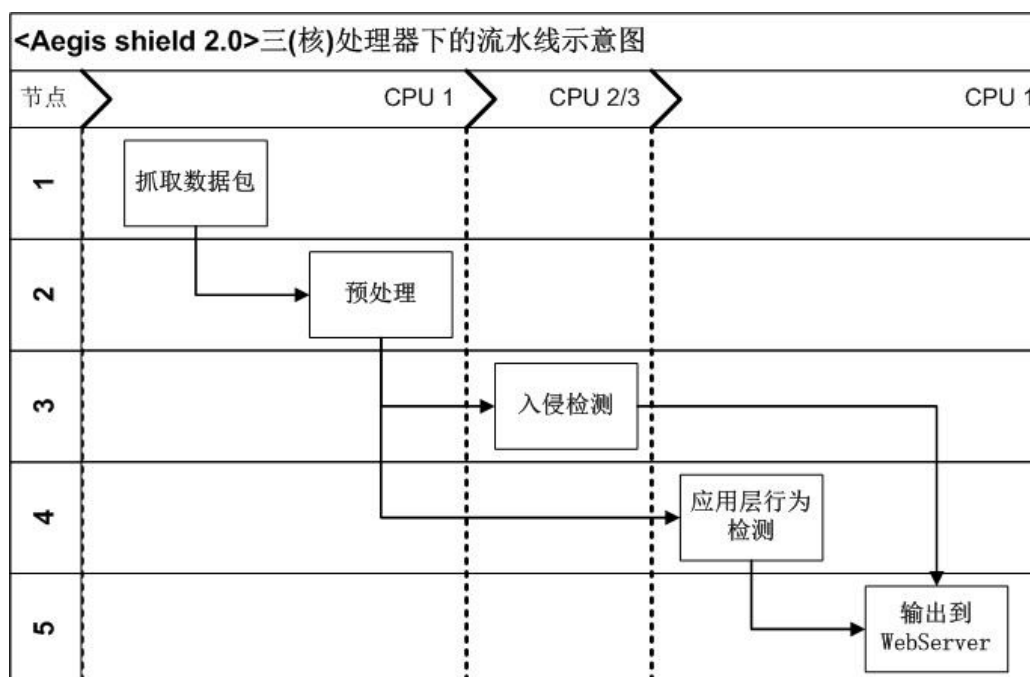 <Aegis shield 2.0>三(核)处理器下的流水线示意图
节点 CPU 1 CPU 2/3 CPU 1
1 抓取数据包
2 预处理
3 入侵检测
4 应用层行为
检测
5 输出到
WebServer